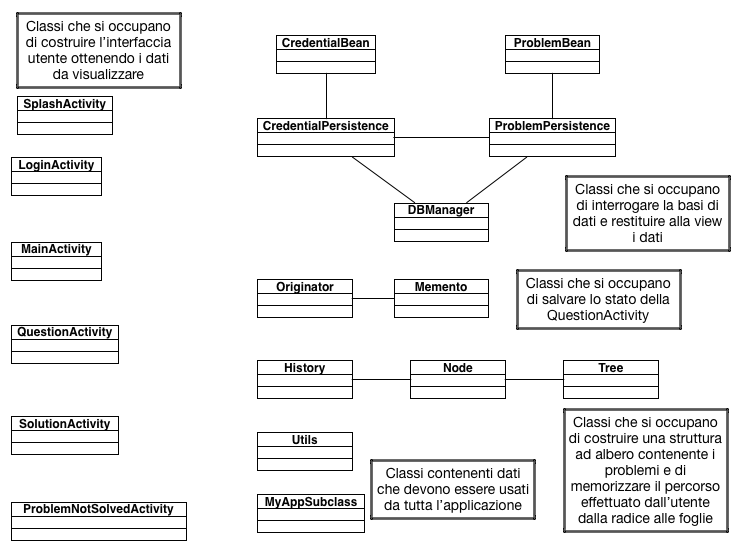 Classi che si occupano
di costruire l'interfaccia
utente ottenendo i dati
da visualizzare
SplashActivity
LoginActivity
MainActivity
QuestionActivity
SolutionActivity
ProblemNotSolvedActivity
CredentialBean
ProblemBean
CredentialPersistence
ProblemPersistence
DBManager
Classi che si occupano
di interrogare la basi di
dati e restituire alla view
i dati
Originator
Memento
Classi che si occupano
di salvare lo stato della
QuestionActivity
History
Node
Tree
Classi che si occupano
di costruire una struttura
ad albero contenente i
problemi e di
memorizzare il percorso
effettuato dall'utente
dalla radice alle foglie
Utils
MyAppSubclass
Classi contenenti dati
che devono essere usati
da tutta l'applicazione